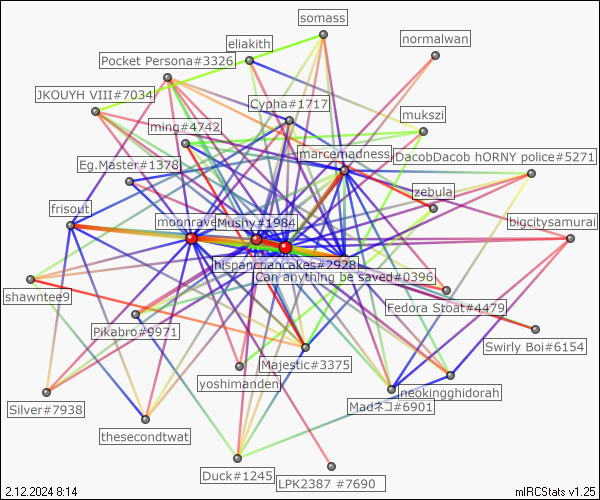 somass
normalwan
eliakith
Pocket Persona#3326
JKOUYH VIII#7034
Cypha#1717
mukszi
ming#4742
marcemadness
DacobDacob hORNY police#5271
Eg.Master#1378
zebula
frisout
moonrave
Mushy#1984
bigcitysamurai
hispanicpancakes#2928
Can anything be saved#0396
shawntee9
Fedora Stoat#4479
Pikabro#9971
Swirly Boi#6154
Majestic#3375
yoshimanden
neokingghidorah
Madネコ#6901
Silver#7938
thesecondtwat
Duck#1245
LPK2387 #7690
2.12.2024 8:14
mIRCStats v1.25